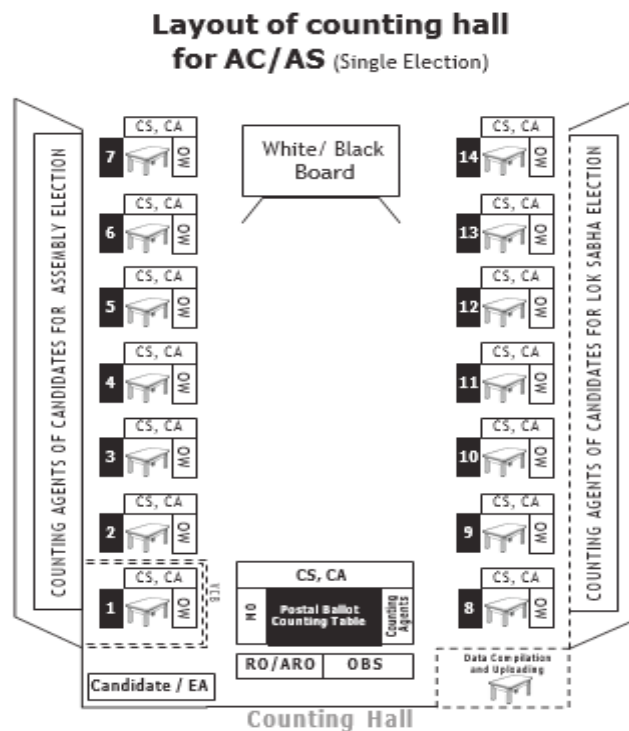 Layout of counting hall
for AC/AS (Single Election)
COUNTING AGENTS OF CANDIDATES FOR ASSEMBLY ELECTION
CS, CA
7
MO
CS, CA
6
MO
CS, CA
5
MO
CS, CA
4
MO
CS, CA
3
MO
CS, CA
2
MO
CS, CA
1
MO
VCB
White/ Black
Board
CS, CA
14
MO
CS, CA
13
MO
CS, CA
12
MO
CS, CA
11
MO
CS, CA
10
MO
CS, CA
9
MO
CS, CA
8
MO
COUNTING AGENTS OF CANDIDATES FOR LOK SABHA ELECTION
CS, CA
MO
Postal Ballot
Counting Table
Counting
Agents
RO/ARO
OBS
Candidate / EA
Data Compilation
and Uploading
Counting Hall